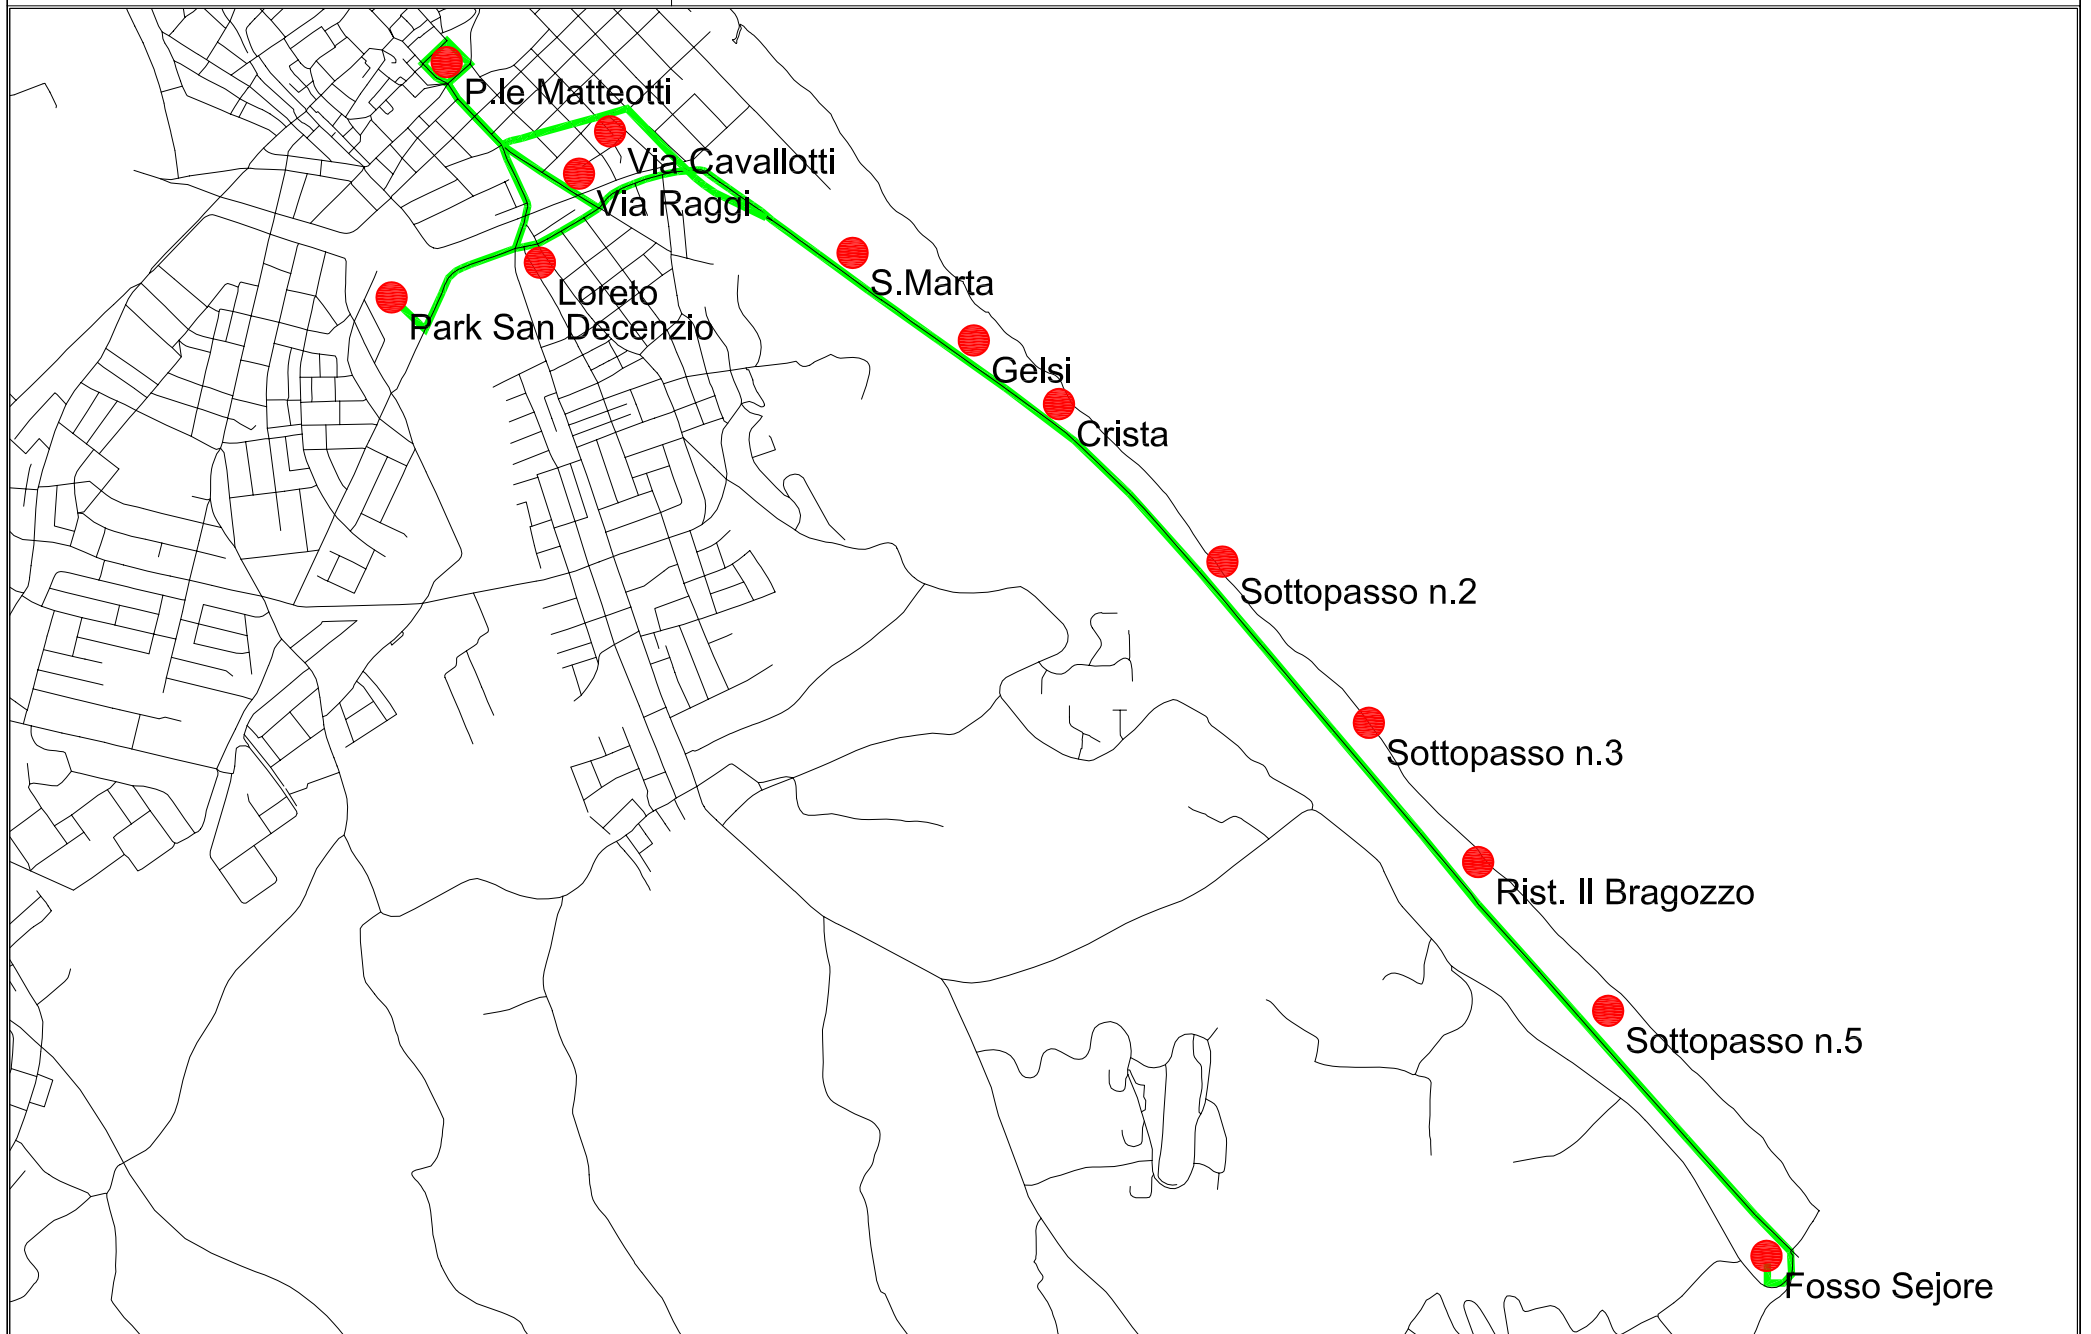 P.le Matteotti
Via Cavallotti
Via Raggi
S.Marta
Loreto
Park San Decenzio
Gelsi
Crista
Sottopasso n.2
Sottopasso n.3
Rist. Il Bragozzo
Sottopasso n.5
Fosso Sejore